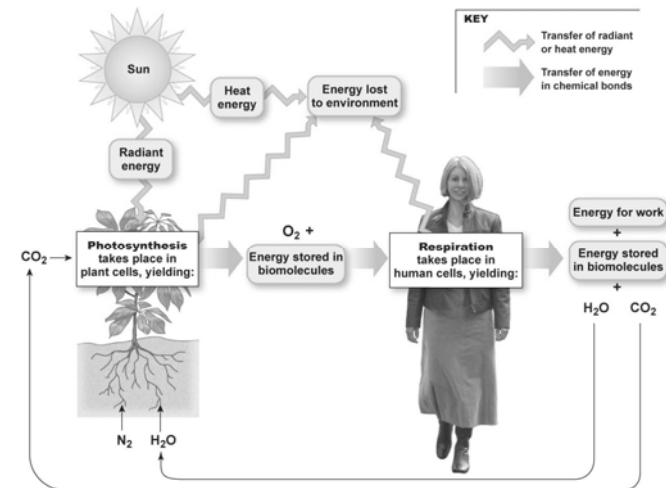 KEY
Transfer of radiant
or heat energy
Transfer of energy
in chemical bonds
Sun
Heat
energy
Energy lost
to environment
Radiant
energy
Photosynthesis
takes place in
plant cells, yielding:
CO₂
O₂ +
Energy stored in
biomolecules
Respiration
takes place in
human cells, yielding:
Energy for work
+
Energy stored
in biomolecules
+
H₂O CO₂
N₂ H₂O